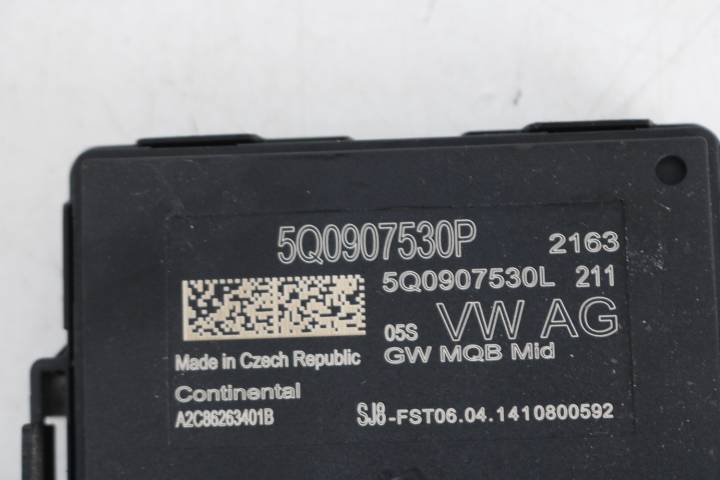 5Q0907530P 2163
5Q0907530L 211
05S VW AG
GW MQB Mid
Made in Czech Republic
Continental
A2C86263401B
SJ8-FST06.04.1410800592